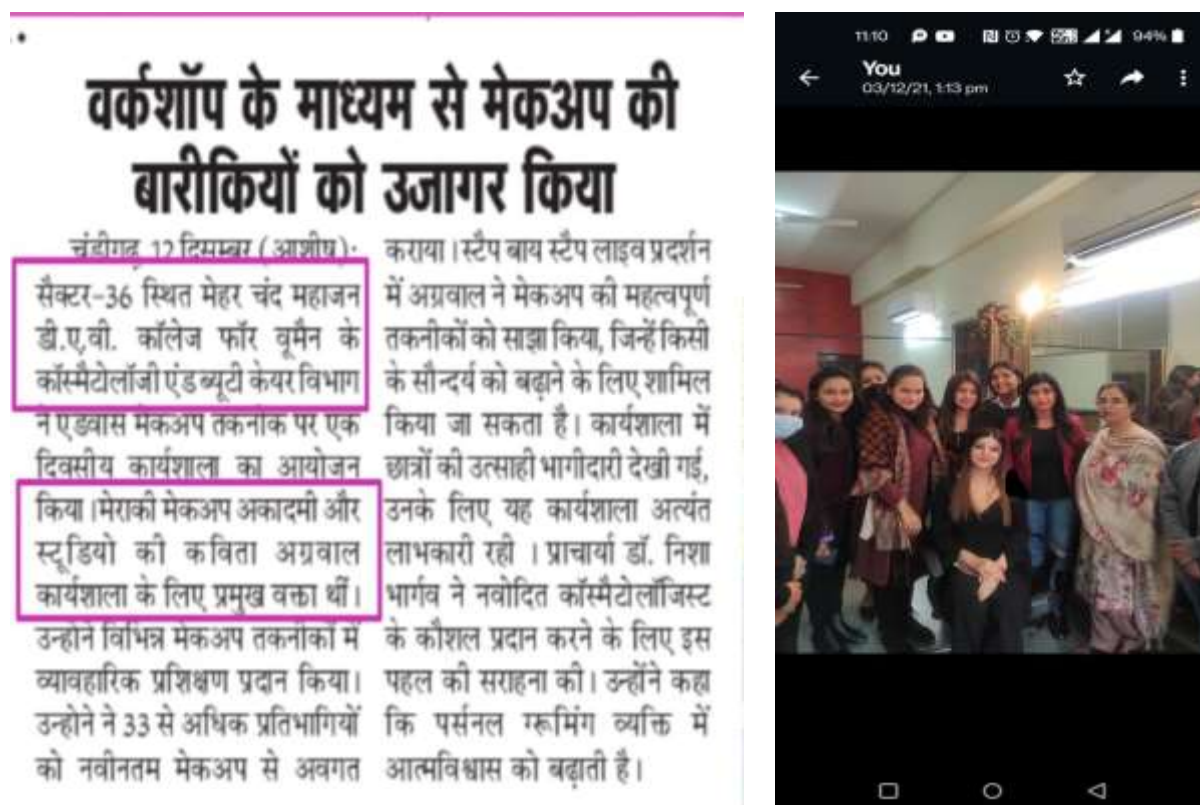 वर्कशॉप के माध्यम से मेकअप की
बारीकियों को उजागर किया
चंडीगढ़, 12 दिसम्बर (आशीष):
सैक्टर-36 स्थित मेहर चंद महाजन
डी.ए.वी. कॉलेज फॉर वूमैन के
कॉस्मैटोलॉजी एंड ब्यूटी केयर विभाग
ने एडवांस मेकअप तकनीक पर एक
दिवसीय कार्यशाला का आयोजन
किया। मेराकी मेकअप अकादमी और
स्टूडियो की कविता अग्रवाल
कार्यशाला के लिए प्रमुख वक्ता थीं।
उन्होने विभिन्न मेकअप तकनीकों में
व्यावहारिक प्रशिक्षण प्रदान किया।
उन्होने ने 33 से अधिक प्रतिभागियों
को नवीनतम मेकअप से अवगत
कराया। स्टैप बाय स्टैप लाइव प्रदर्शन
में अग्रवाल ने मेकअप की महत्वपूर्ण
तकनीकों को साझा किया, जिन्हें किसी
के सौन्दर्य को बढ़ाने के लिए शामिल
किया जा सकता है। कार्यशाला में
छात्रों की उत्साही भागीदारी देखी गई,
उनके लिए यह कार्यशाला अत्यंत
लाभकारी रही । प्राचार्या डॉ. निशा
भार्गव ने नवोदित कॉस्मैटोलॉजिस्ट
के कौशल प्रदान करने के लिए इस
पहल की सराहना की। उन्होंने कहा
कि पर्सनल ग्रूमिंग व्यक्ति में
आत्मविश्वास को बढ़ाती है।
11:10 94%
You
03/12/21, 1:13 pm